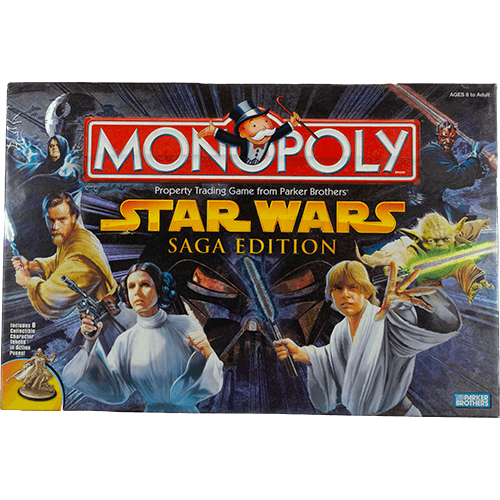 AGES 8 to Adult
MONOPOLY
Property Trading Game from Parker Brothers®
STAR WARS
SAGA EDITION
Includes 8
Collectible
Character
Tokens
in Action
Poses!
PARKER
BROTHERS